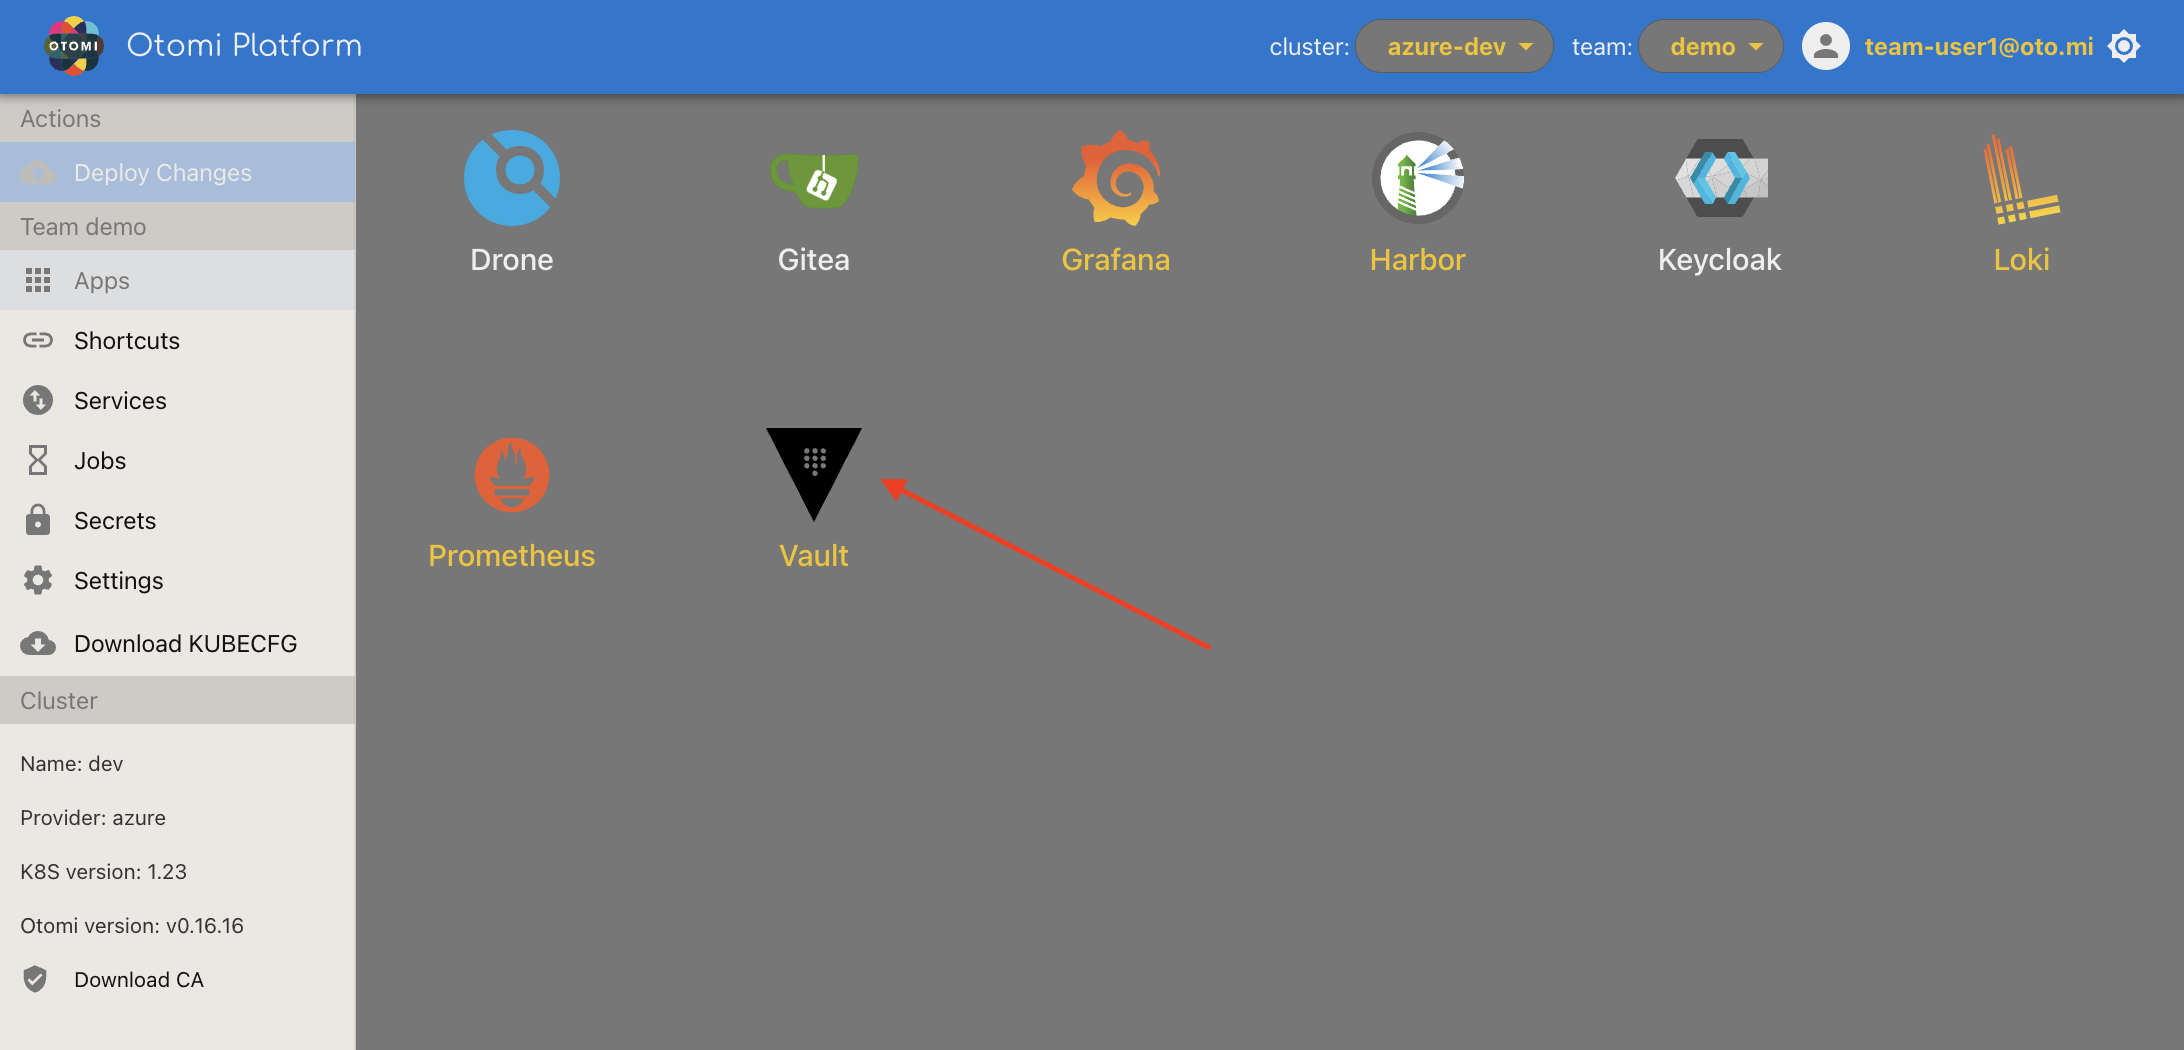 OTOMI Otomi Platform
cluster: azure-dev team: demo team-user1@oto.mi
Actions
Deploy Changes
Team demo
Apps
Shortcuts
Services
Jobs
Secrets
Settings
Download KUBECFG
Cluster
Name: dev
Provider: azure
K8S version: 1.23
Otomi version: v0.16.16
Download CA
Drone
Gitea
Grafana
Harbor
Keycloak
Loki
Prometheus
Vault